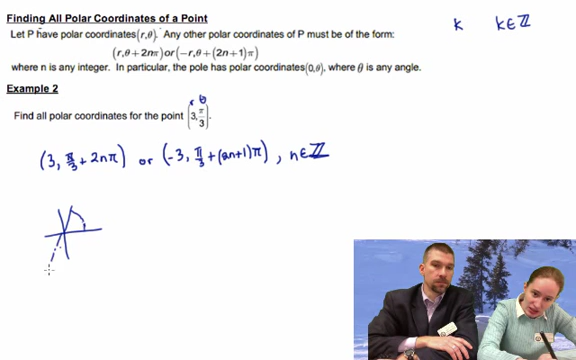 Finding All Polar Coordinates of a Point
k k∈ℤ
Let P have polar coordinates (r,θ). Any other polar coordinates of P must be of the form:
(r,θ+2nπ) or (−r,θ+(2n+1)π)
where n is any integer. In particular, the pole has polar coordinates (0,θ), where θ is any angle.
Example 2
r θ
Find all polar coordinates for the point (3, π/3).
(3, π/3 + 2nπ) or (-3, π/3 + (2n+1)π), n∈ℤ